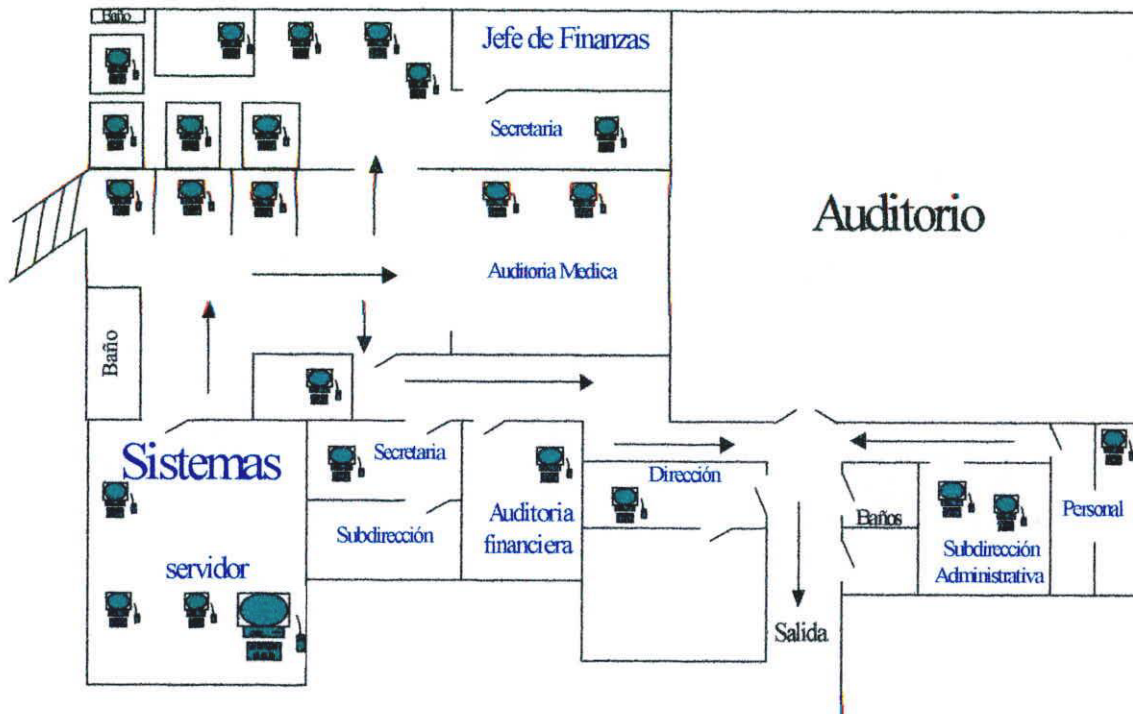 Baño
Jefe de Finanzas
Secretaria
Auditorio
Auditoria Medica
Baño
Sistemas
Secretaria
Dirección
Subdirección
Auditoria
financiera
Baños
Personal
Subdirección
Administrativa
servidor
Salida